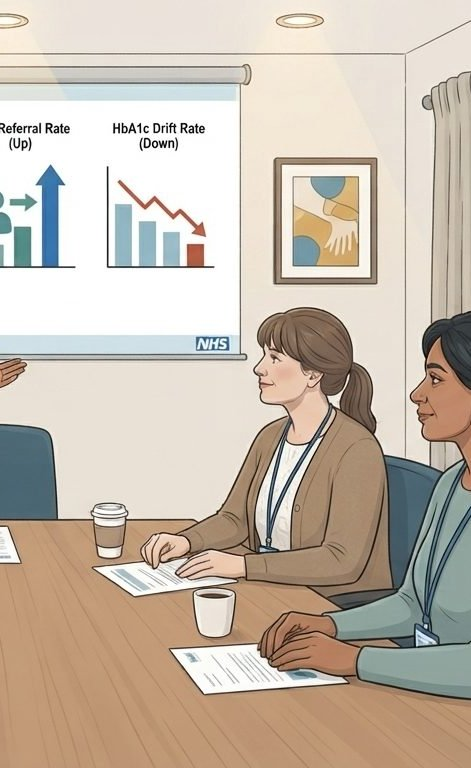 Referral Rate
(Up)
HbA1c Drift Rate
(Down)
NHS